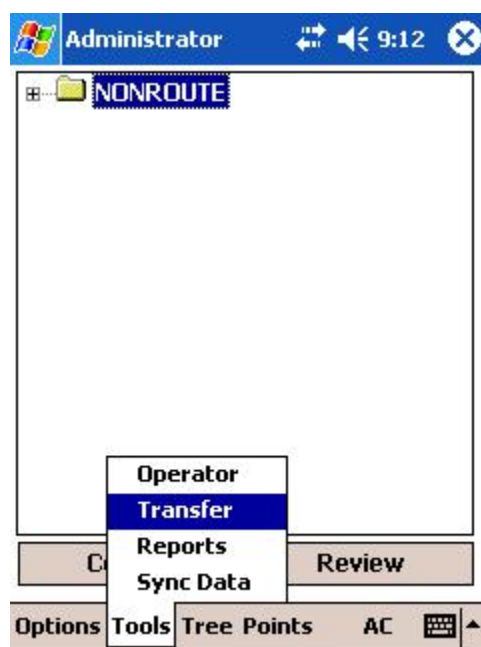 Administrator 9:12
NONROUTE
Operator
Transfer
Reports
Sync Data
C Review
Options Tools Tree Points AC